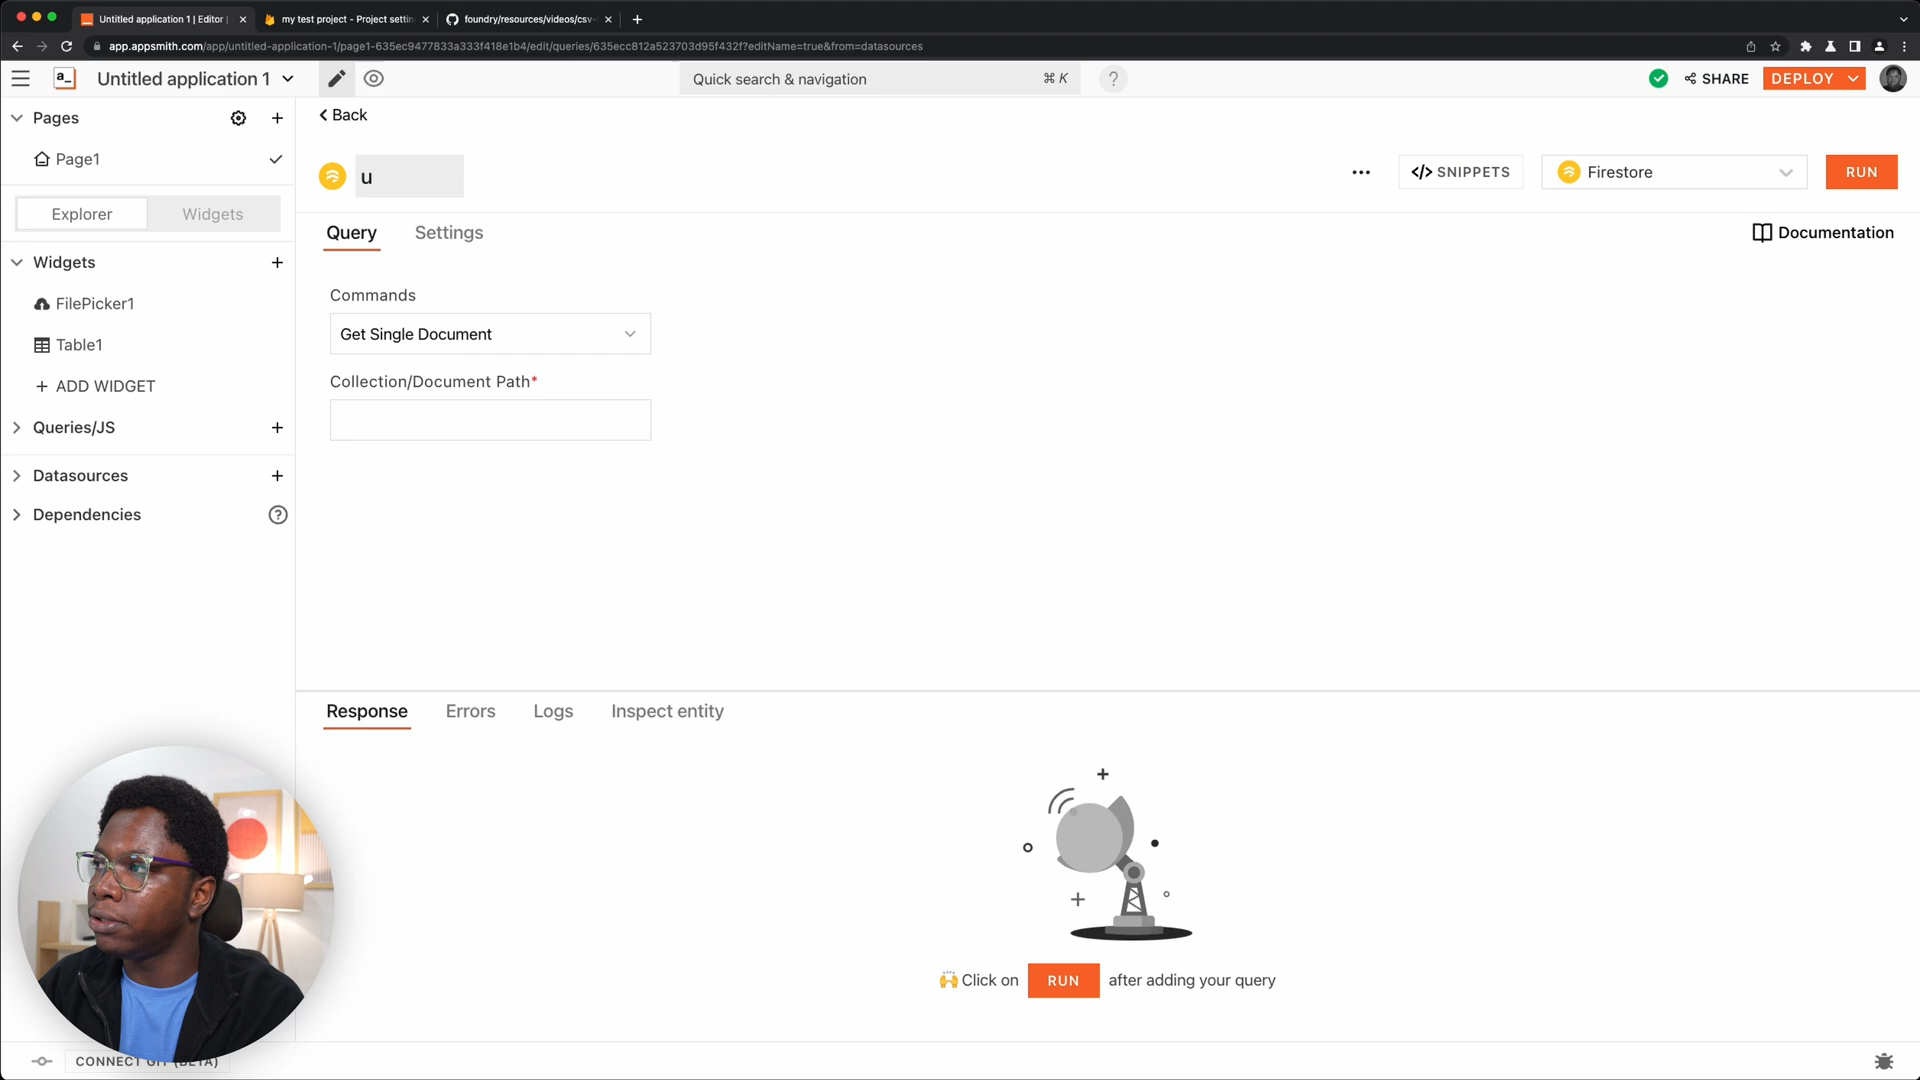 Untitled application 1 | Editor |
my test project - Project settin
foundry/resources/videos/csv-
app.appsmith.com/app/untitled-application-1/page1-635ec9477833a333f418e1b4/edit/queries/635ecc812a523703d95f432f?editName=true&from=datasources
a_
Untitled application 1
Quick search & navigation
⌘ K
?
SHARE
DEPLOY
Pages
Page1
Explorer
Widgets
Widgets
FilePicker1
Table1
ADD WIDGET
Queries/JS
Datasources
Dependencies
?
Back
u
</> SNIPPETS
Firestore
RUN
Query
Settings
Documentation
Commands
Get Single Document
Collection/Document Path*
Response
Errors
Logs
Inspect entity
🙌 Click on
RUN
after adding your query
CONNECT GIT (BETA)